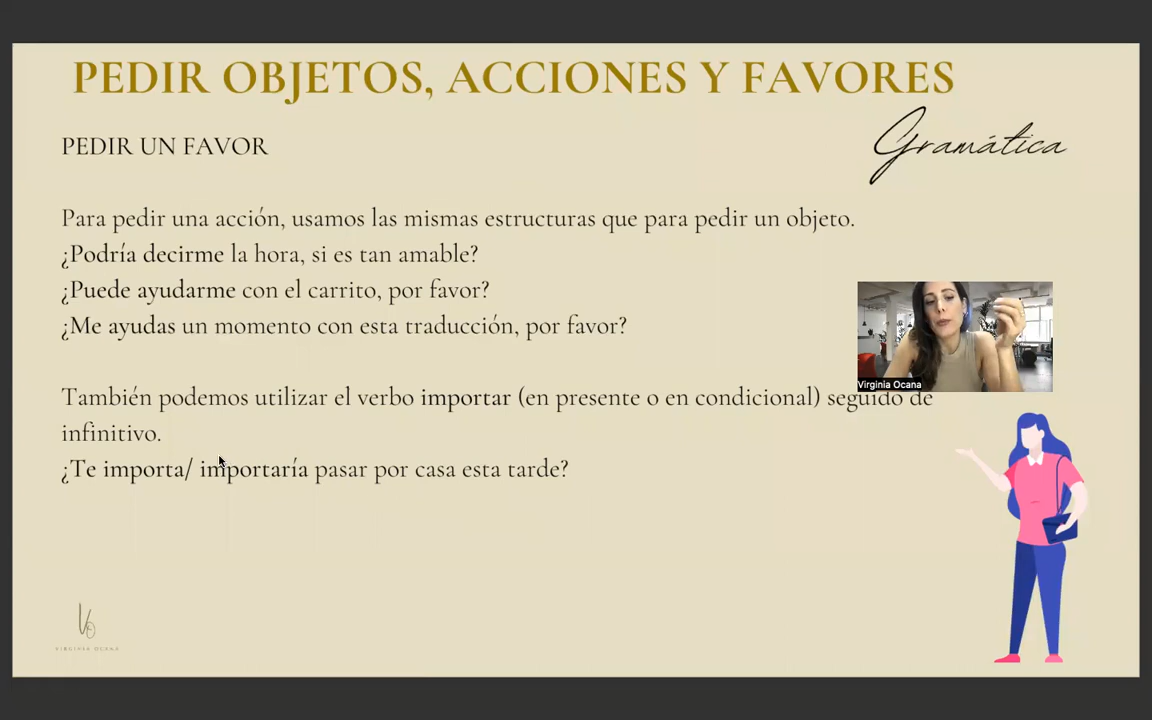 PEDIR OBJETOS, ACCIONES Y FAVORES
Gramática
PEDIR UN FAVOR
Para pedir una acción, usamos las mismas estructuras que para pedir un objeto.
¿Podría decirme la hora, si es tan amable?
¿Puede ayudarme con el carrito, por favor?
¿Me ayudas un momento con esta traducción, por favor?
Virginia Ocana
También podemos utilizar el verbo importar (en presente o en condicional) seguido de
infinitivo.
¿Te importa/ importaría pasar por casa esta tarde?
VO
VIRGINIA OCANA